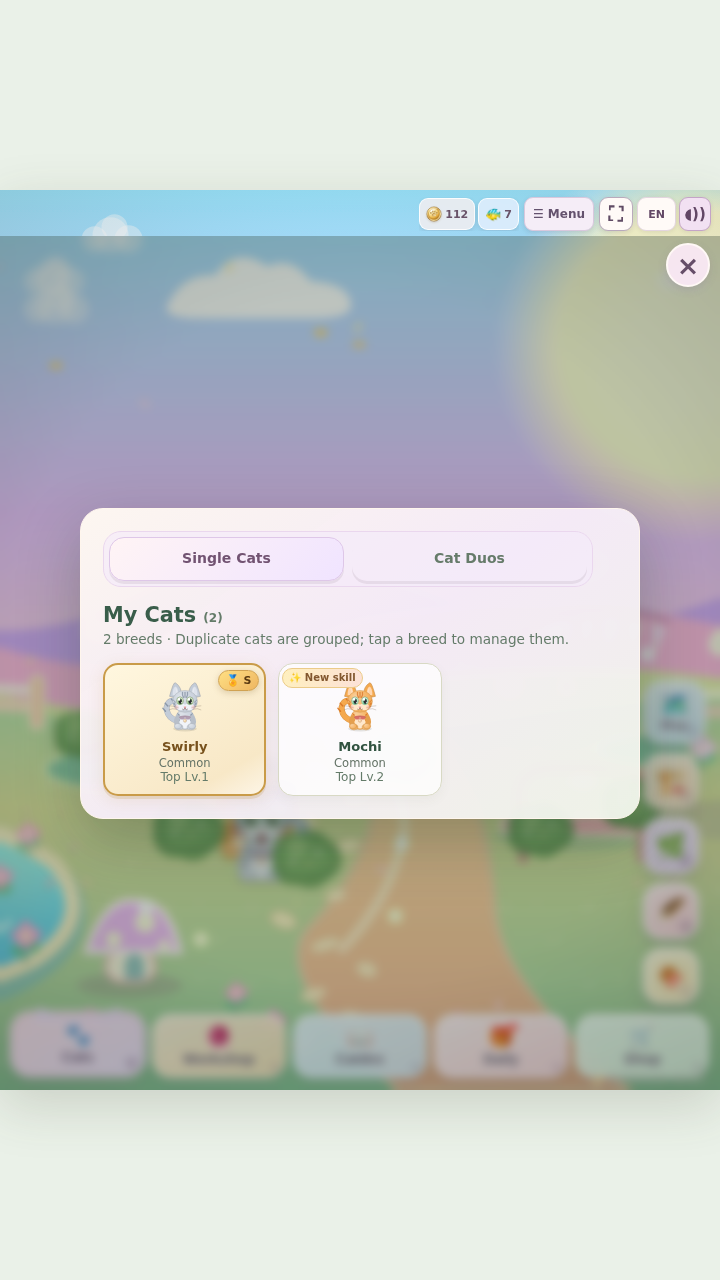 112
7
☰ Menu
EN
×
Single Cats
Cat Duos
My Cats (2)
2 breeds · Duplicate cats are grouped; tap a breed to manage them.
S
Swirly
Common
Top Lv.1
New skill
Mochi
Common
Top Lv.2